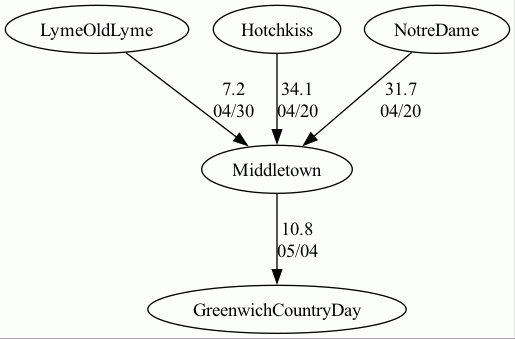 LymeOldLyme
Hotchkiss
NotreDame
7.2
04/30
34.1
04/20
31.7
04/20
Middletown
10.8
05/04
GreenwichCountryDay